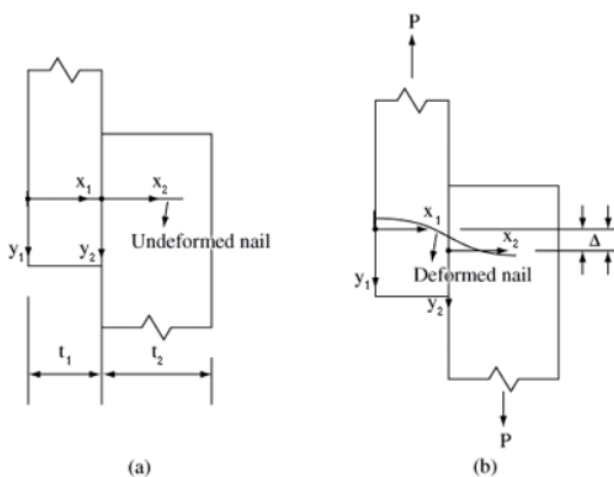 P
x₁
x₂
Undeformed nail
y₁
y₂
t₁
t₂
(a)
x₁
x₂
Δ
y₁
Deformed nail
y₂
P
(b)